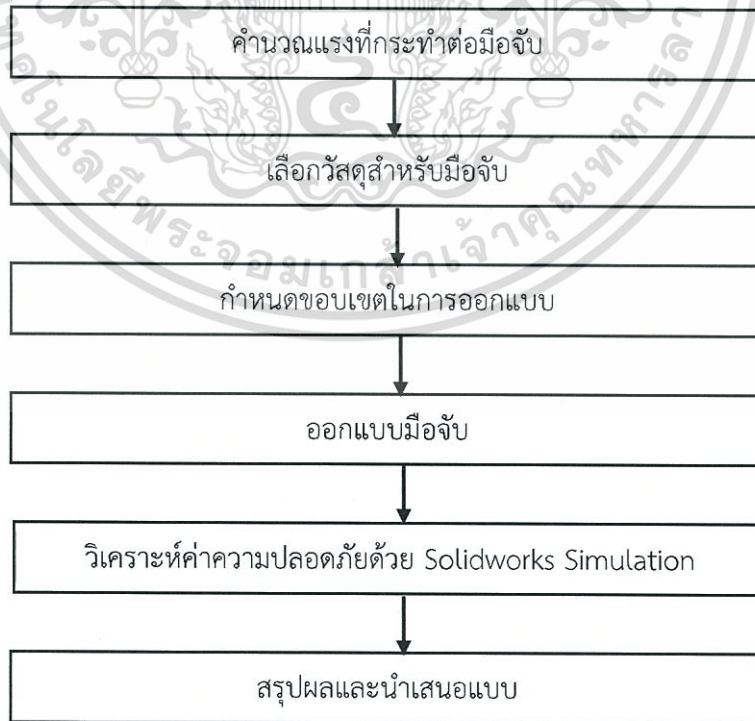 คำนวณแรงที่กระทำต่อมือจับ
เลือกวัสดุสำหรับมือจับ
กำหนดขอบเขตในการออกแบบ
ออกแบบมือจับ
วิเคราะห์ค่าความปลอดภัยด้วย Solidworks Simulation
สรุปผลและนำเสนอแบบ